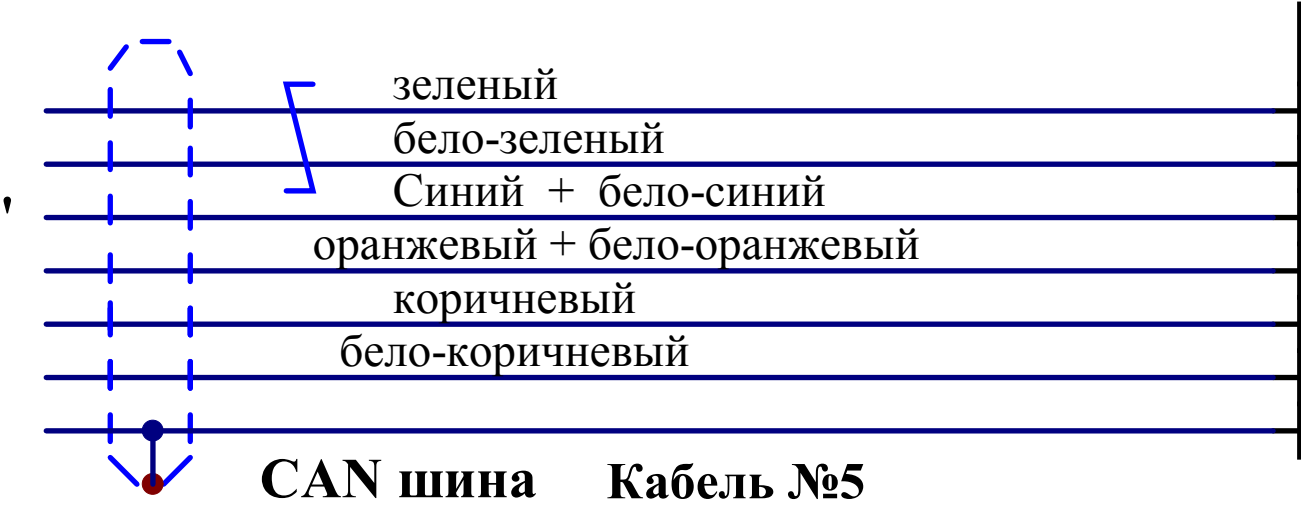 зеленый
бело-зеленый
Синий + бело-синий
оранжевый + бело-оранжевый
коричневый
бело-коричневый
CAN шина Кабель №5